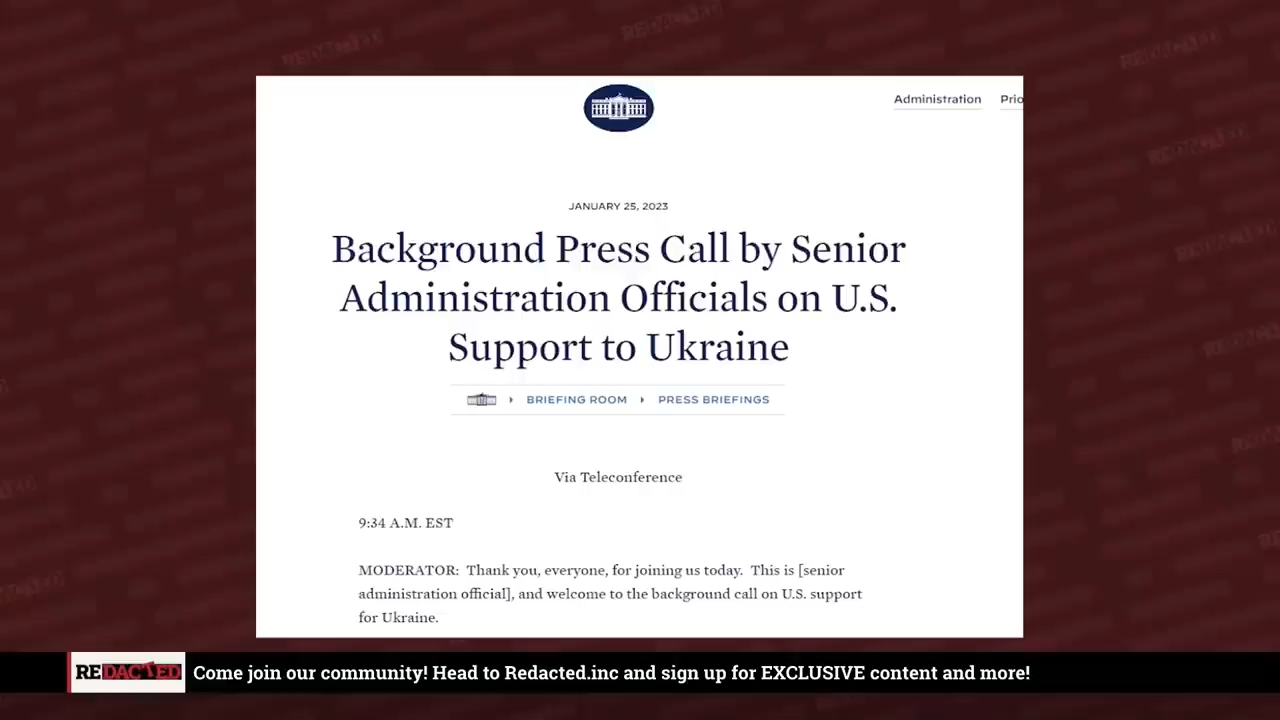 Administration Prio
JANUARY 25, 2023
Background Press Call by Senior
Administration Officials on U.S.
Support to Ukraine
BRIEFING ROOM PRESS BRIEFINGS
Via Teleconference
9:34 A.M. EST
MODERATOR: Thank you, everyone, for joining us today. This is [senior
administration official], and welcome to the background call on U.S. support
for Ukraine.
REDACTED Come join our community! Head to Redacted.inc and sign up for EXCLUSIVE content and more!